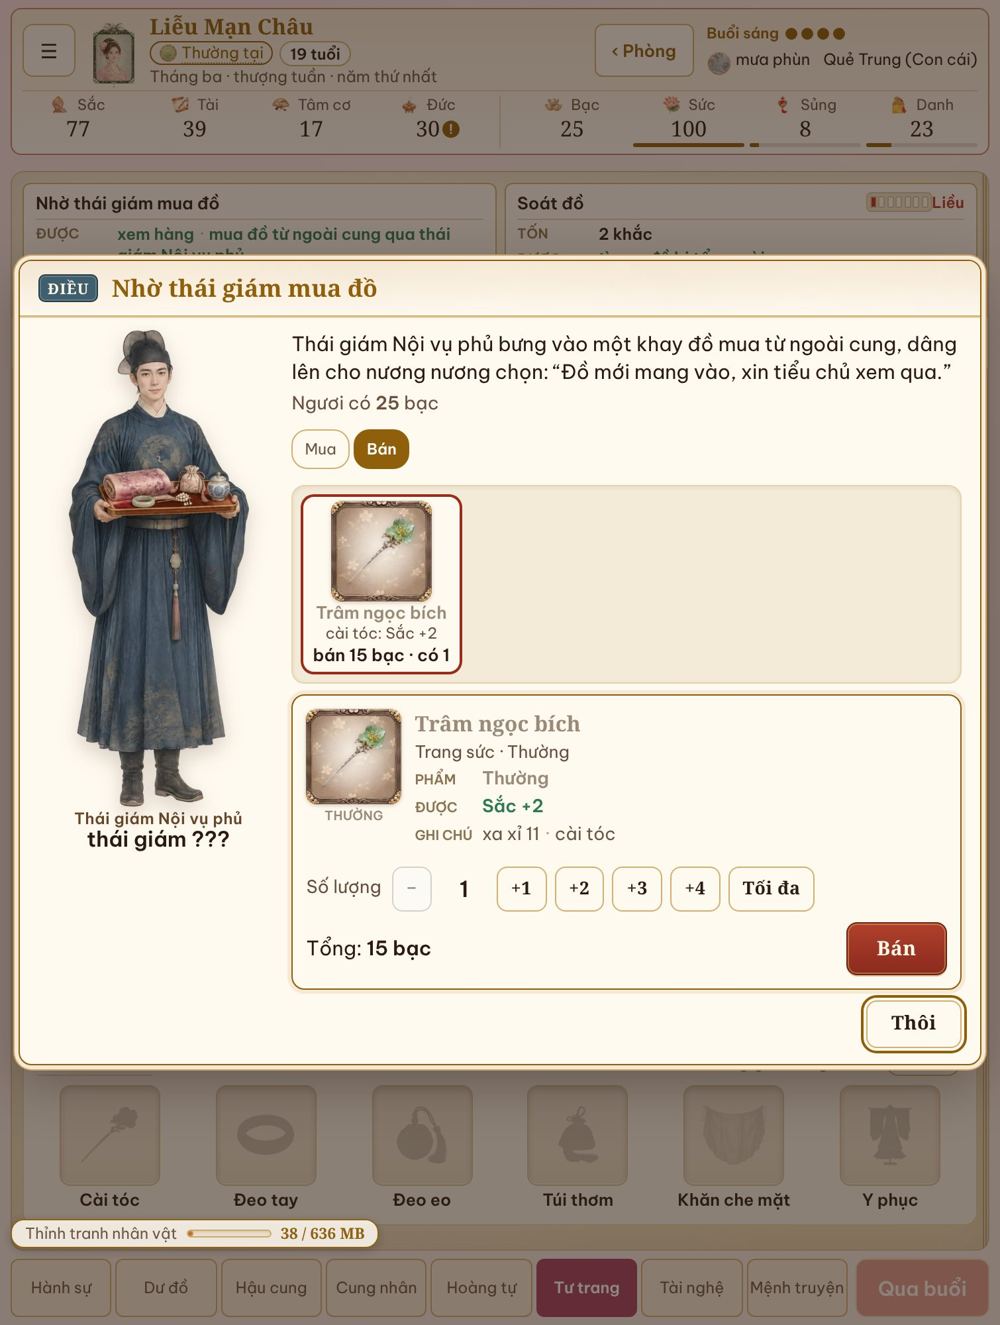 ☰
Liễu Mạn Châu
Thường tại
19 tuổi
Tháng ba · thượng tuần · năm thứ nhất
‹ Phòng
Buổi sáng
mưa phùn Quẻ Trung (Con cái)
Sắc
77
Tài
39
Tâm cơ
17
Đức
30 !
Bạc
25
Sức
100
Sủng
8
Danh
23
Nhờ thái giám mua đồ
ĐƯỢC xem hàng · mua đồ từ ngoài cung qua thái
giám Nội vụ phủ
Soát đồ
Liễu
TỐN 2 khắc
ĐIỀU
Nhờ thái giám mua đồ
Thái giám Nội vụ phủ bưng vào một khay đồ mua từ ngoài cung, dâng
lên cho nương nương chọn: “Đồ mới mang vào, xin tiểu chủ xem qua.”
Ngươi có 25 bạc
Mua
Bán
Trâm ngọc bích
cài tóc: Sắc +2
bán 15 bạc · có 1
Thái giám Nội vụ phủ
thái giám ???
THƯỜNG
Trâm ngọc bích
Trang sức · Thường
PHẨM Thường
ĐƯỢC Sắc +2
GHI CHÚ xa xỉ 11 · cài tóc
Số lượng − 1 +1 +2 +3 +4 Tối đa
Tổng: 15 bạc
Bán
Thôi
Cài tóc
Đeo tay
Đeo eo
Túi thơm
Khăn che mặt
Y phục
Thỉnh tranh nhân vật 38 / 636 MB
Hành sự
Dư đồ
Hậu cung
Cung nhân
Hoàng tự
Tư trang
Tài nghệ
Mệnh truyện
Qua buổi